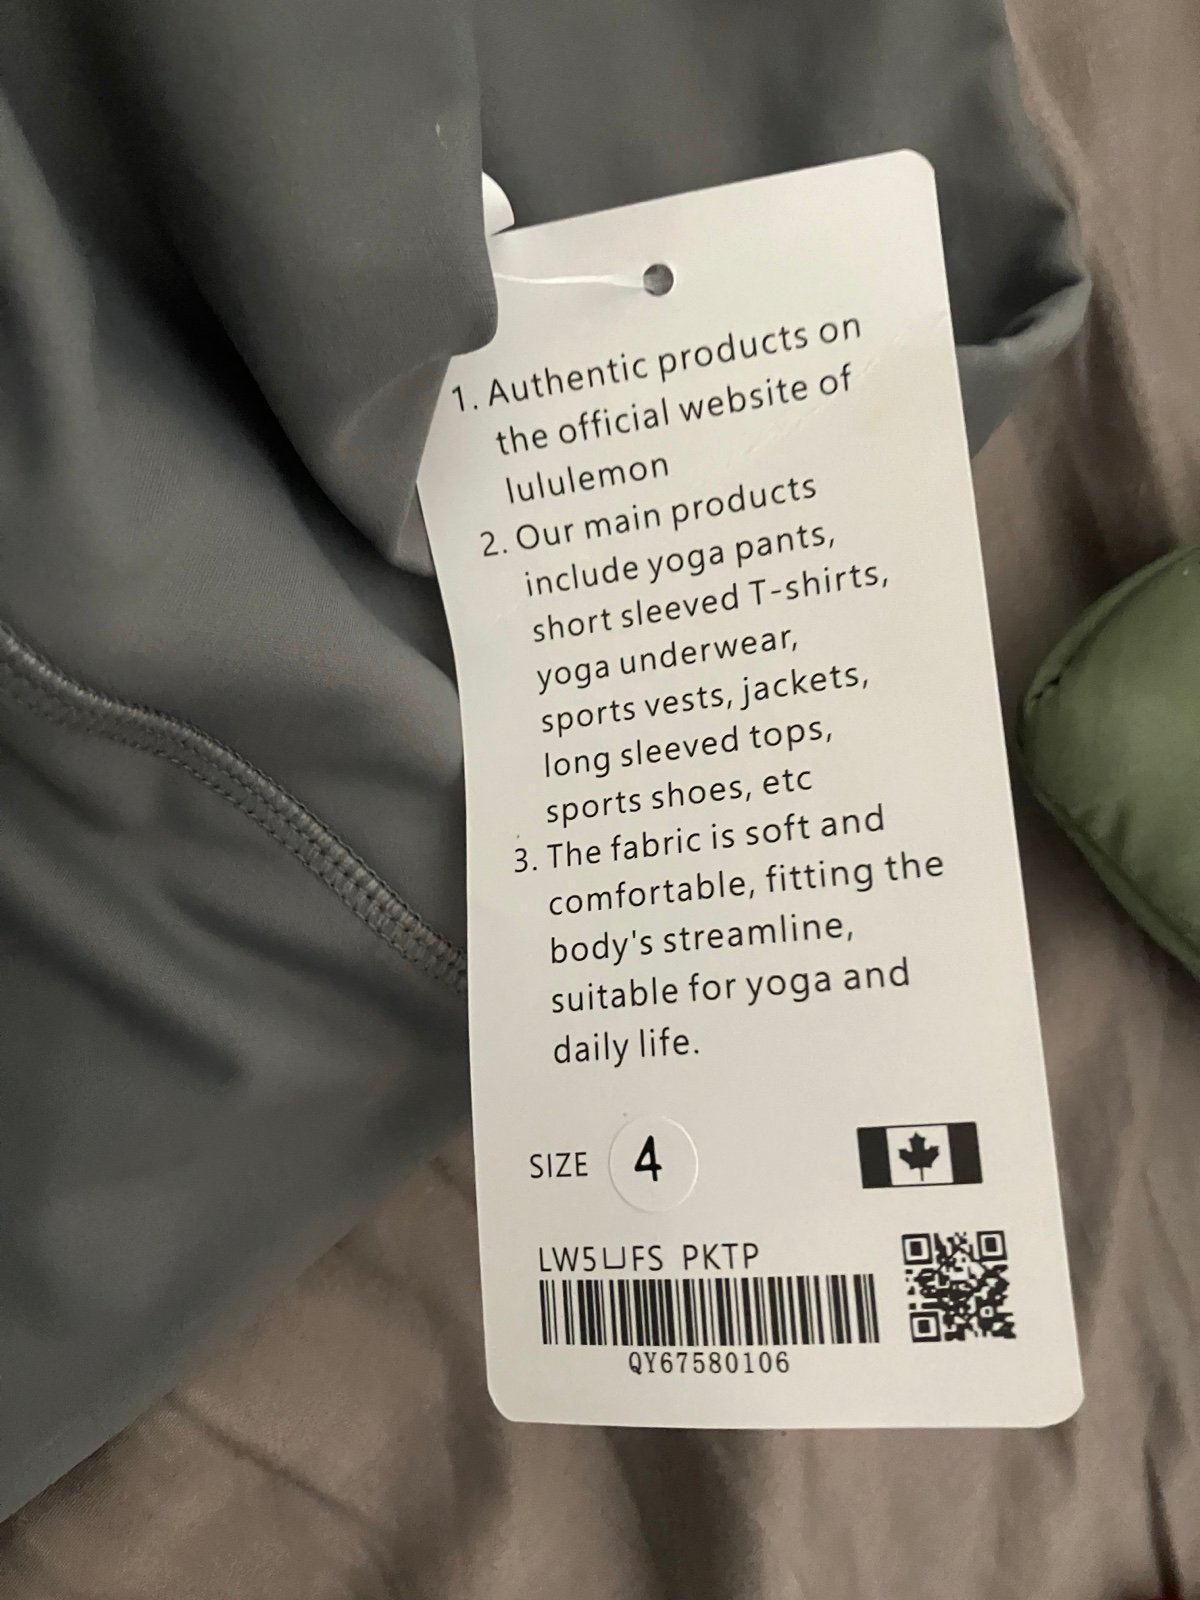 1. Authentic products on
the official website of
lululemon
2. Our main products
include yoga pants,
short sleeved T-shirts,
yoga underwear,
sports vests, jackets,
long sleeved tops,
sports shoes, etc
3. The fabric is soft and
comfortable, fitting the
body's streamline,
suitable for yoga and
daily life.
SIZE 4
LW5⊔FS PKTP
QY67580106